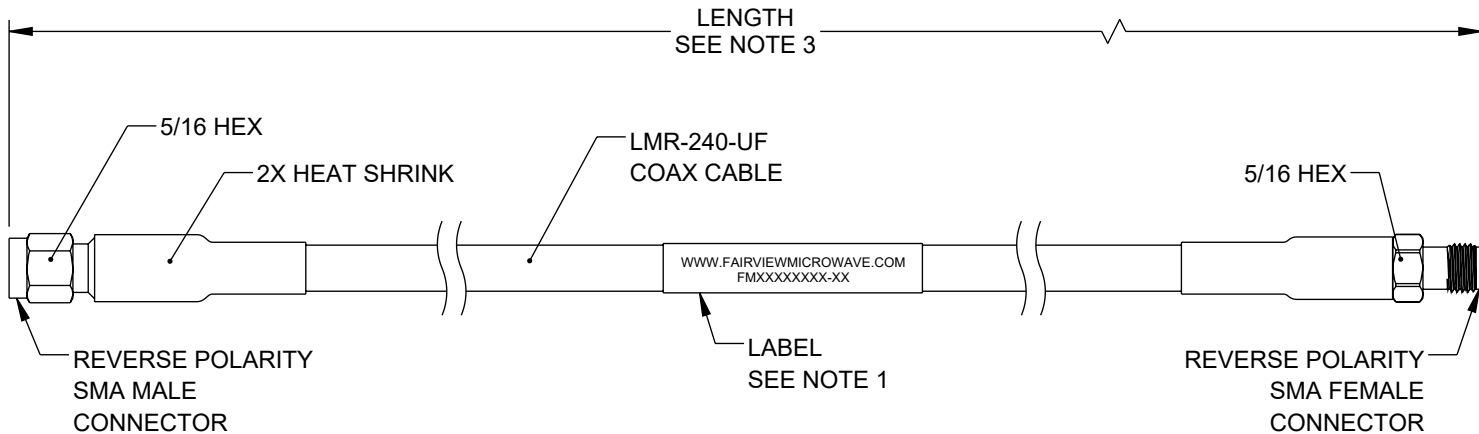 LENGTH
SEE NOTE 3
5/16 HEX
2X HEAT SHRINK
LMR-240-UF
COAX CABLE
5/16 HEX
WWW.FAIRVIEWMICROWAVE.COM
FMXXXXXXXX-XX
REVERSE POLARITY
SMA MALE
CONNECTOR
LABEL
SEE NOTE 1
REVERSE POLARITY
SMA FEMALE
CONNECTOR